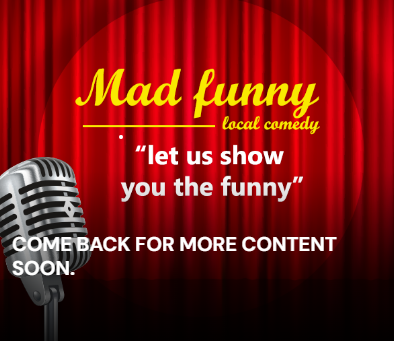 Mad funny
local comedy
“let us show
you the funny”
COME BACK FOR MORE CONTENT
SOON.